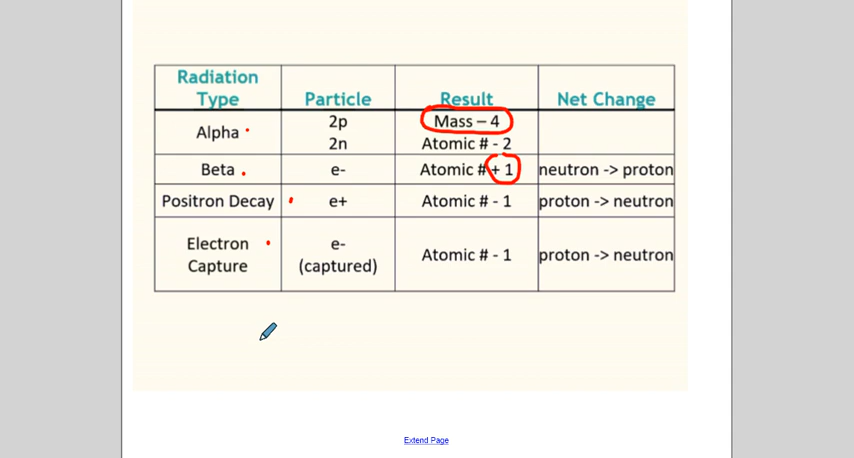 Radiation Type Particle Result Net Change
Alpha 2p 2n Mass – 4 Atomic # - 2
Beta e- Atomic # + 1 neutron -> proton
Positron Decay e+ Atomic # - 1 proton -> neutron
Electron Capture e- (captured) Atomic # - 1 proton -> neutron
Extend Page